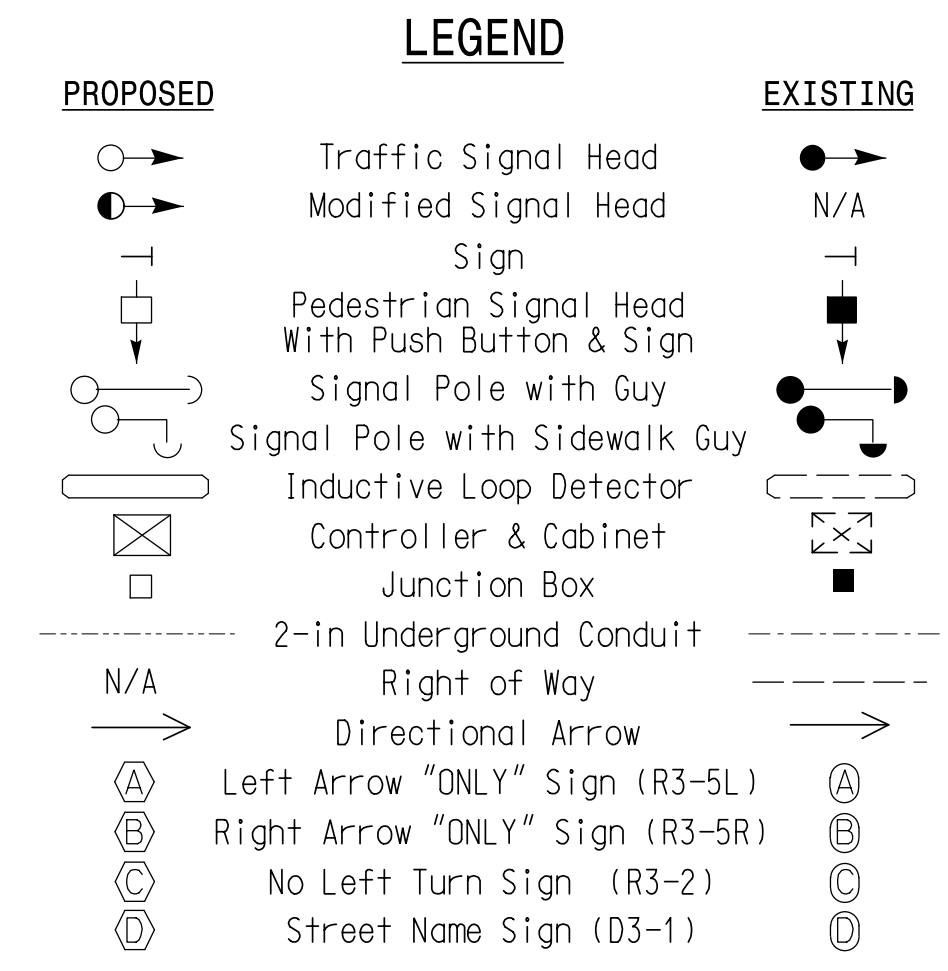 LEGEND
PROPOSED EXISTING
Traffic Signal Head
Modified Signal Head N/A
Sign
Pedestrian Signal Head
With Push Button & Sign
Signal Pole with Guy
Signal Pole with Sidewalk Guy
Inductive Loop Detector
Controller & Cabinet
Junction Box
2-in Underground Conduit
N/A Right of Way
Directional Arrow
A Left Arrow "ONLY" Sign (R3-5L) A
B Right Arrow "ONLY" Sign (R3-5R) B
C No Left Turn Sign (R3-2) C
D Street Name Sign (D3-1) D